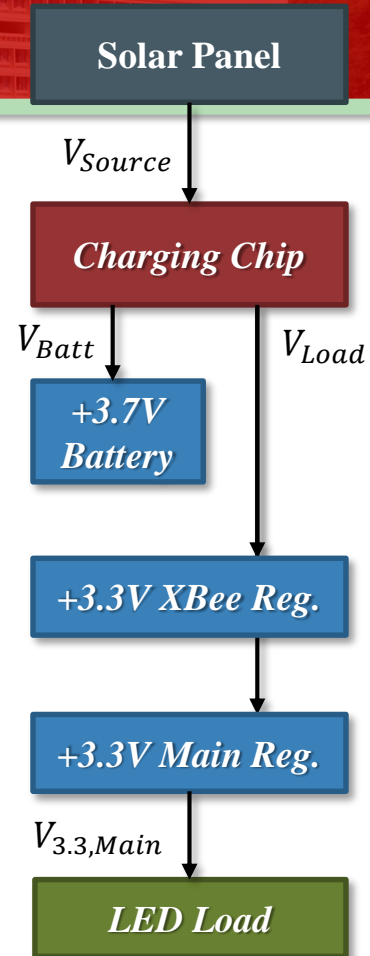 Solar Panel
V_Source
Charging Chip
V_Batt
V_Load
+3.7V
Battery
+3.3V XBee Reg.
+3.3V Main Reg.
V_3.3,Main
LED Load